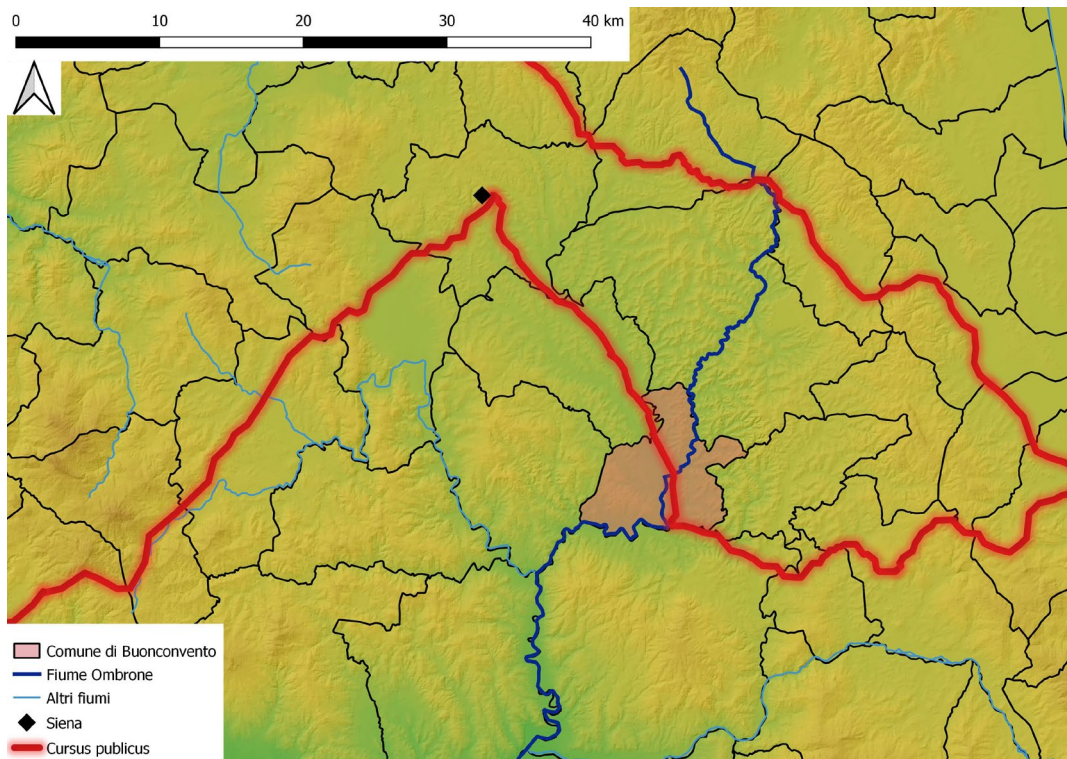 0 10 20 30 40 km
Comune di Buonconvento
Fiume Ombrone
Altri fiumi
Siena
Cursus publicus